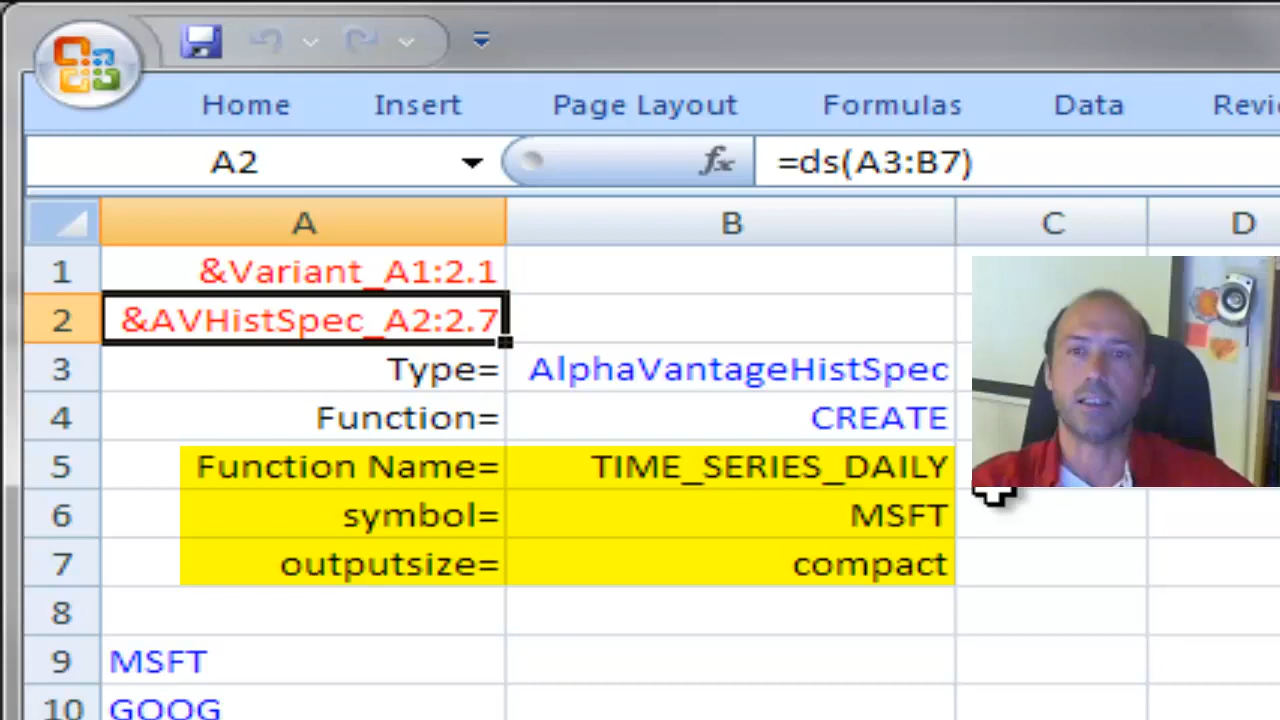 Home Insert Page Layout Formulas Data Revi
A2 fx =ds(A3:B7)
A B C D
1 &Variant_A1:2.1
2 &AVHistSpec_A2:2.7
3 Type= AlphaVantageHistSpec
4 Function= CREATE
5 Function Name= TIME_SERIES_DAILY
6 symbol= MSFT
7 outputsize= compact
8
9 MSFT
10 GOOG